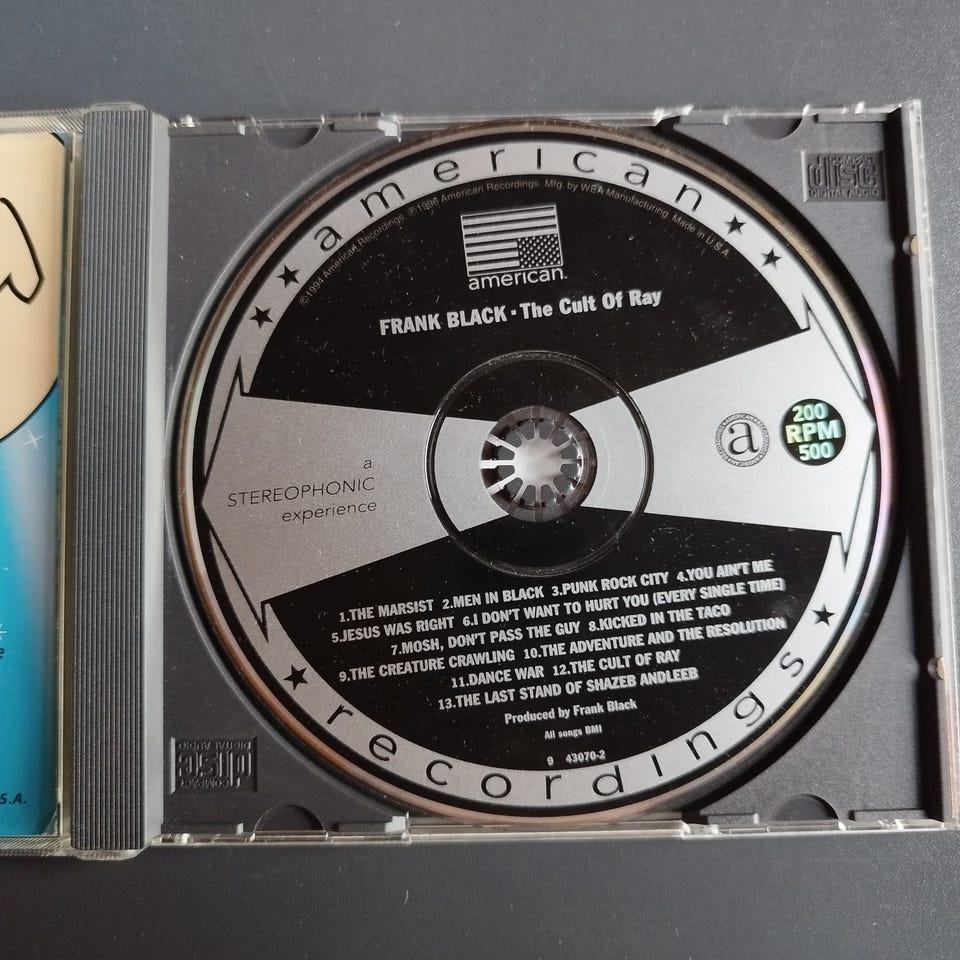 american
©1994 American Recordings. ℗1996 American Recordings. Mfg. by WEA Manufacturing. Made in U.S.A.
american
FRANK BLACK • The Cult Of Ray
COMPACT
disc
DIGITAL AUDIO
a
200
RPM
500
a
STEREOPHONIC
experience
1.THE MARSIST 2.MEN IN BLACK 3.PUNK ROCK CITY 4.YOU AIN'T ME
5.JESUS WAS RIGHT 6.I DON'T WANT TO HURT YOU (EVERY SINGLE TIME)
7.MOSH, DON'T PASS THE GUY 8.KICKED IN THE TACO
9.THE CREATURE CRAWLING 10.THE ADVENTURE AND THE RESOLUTION
11.DANCE WAR 12.THE CULT OF RAY
13.THE LAST STAND OF SHAZEB ANDLEEB
Produced by Frank Black
All songs BMI
9 43070-2
recordings
COMPACT
disc
DIGITAL AUDIO
S.A.